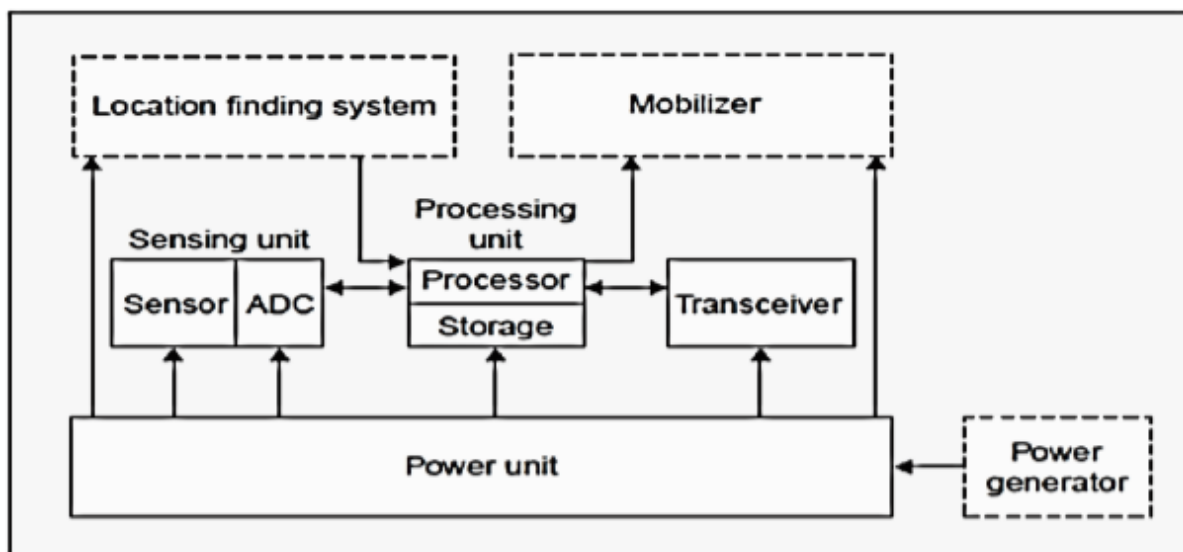 Location finding system
Mobilizer
Processing
unit
Sensing unit
Sensor
ADC
Processor
Storage
Transceiver
Power unit
Power
generator